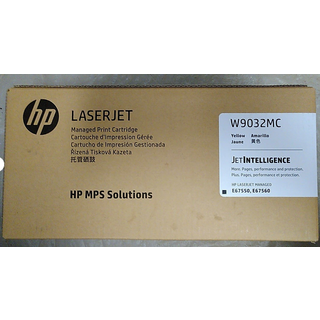 hp
LASERJET
Managed Print Cartridge
Cartouche d'Impression Gérée
Cartucho de Impresión Gestionada
Řízená Tisková Kazeta
托管硒鼓
HP MPS Solutions
W9032MC
Yellow Amarillo
Jaune 黃色
JETINTELLIGENCE
More. Pages, performance and protection.
Plus. Pages, performance et protection.
HP LASERJET MANAGED
E67550, E67560